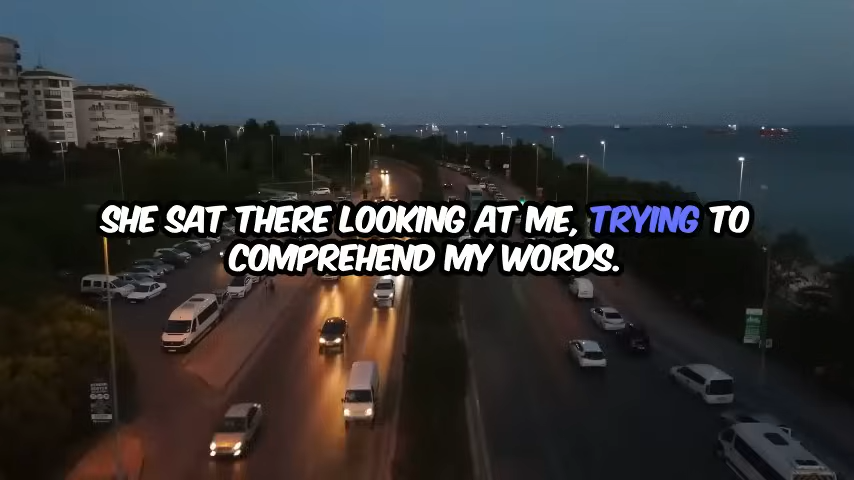 SHE SAT THERE LOOKING AT ME, TRYING TO
COMPREHEND MY WORDS.